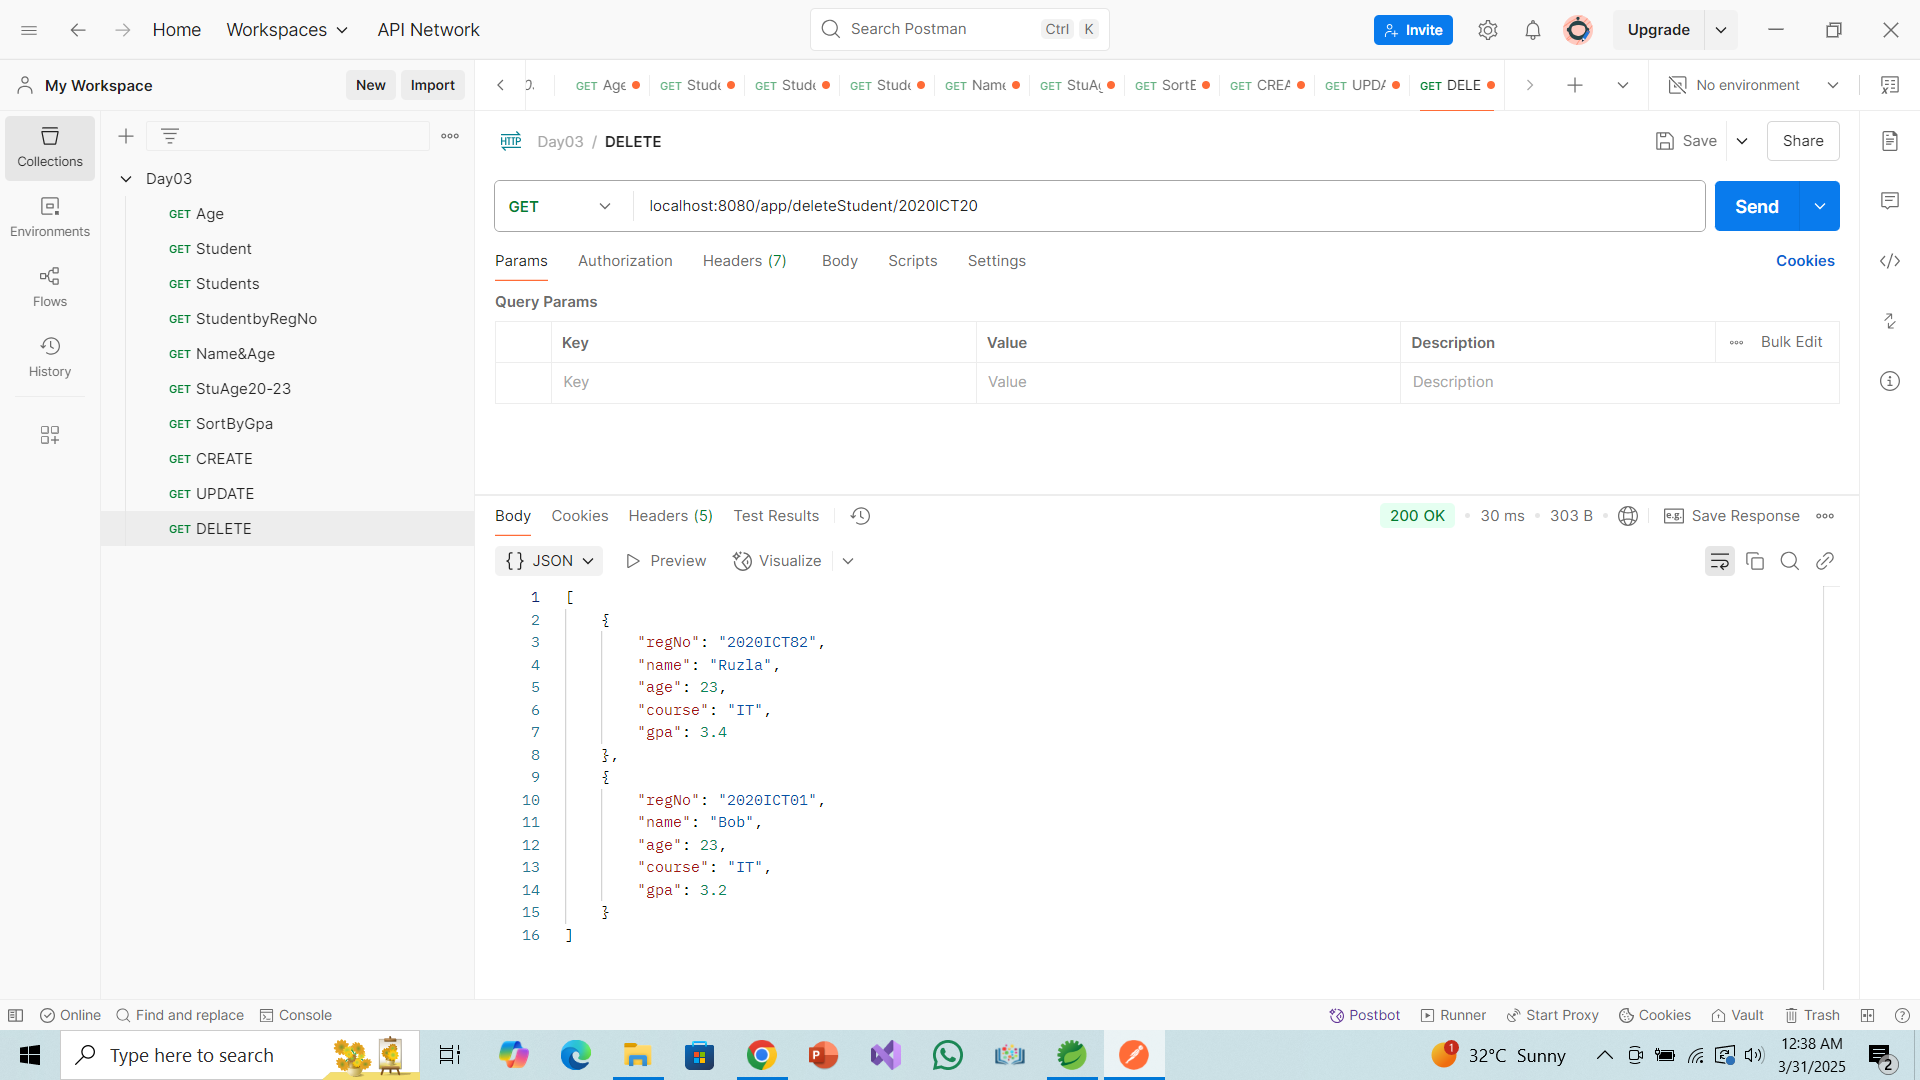 Home Workspaces API Network Search Postman Ctrl K Invite Upgrade
My Workspace New Import
GET Age GET Stude GET Stude GET Stude GET Name GET StuAg GET SortE GET CREA GET UPDA GET DELE No environment
Collections
Environments
Flows
History
Day03
GET Age
GET Student
GET Students
GET StudentbyRegNo
GET Name&Age
GET StuAge20-23
GET SortByGpa
GET CREATE
GET UPDATE
GET DELETE
HTTP Day03 / DELETE Save Share
GET localhost:8080/app/deleteStudent/2020ICT20 Send
Params Authorization Headers (7) Body Scripts Settings Cookies
Query Params
Key Value Description Bulk Edit
Key Value Description
Body Cookies Headers (5) Test Results 200 OK 30 ms 303 B e.g. Save Response
{} JSON Preview Visualize
1 [
2 {
3 "regNo": "2020ICT82",
4 "name": "Ruzla",
5 "age": 23,
6 "course": "IT",
7 "gpa": 3.4
8 },
9 {
10 "regNo": "2020ICT01",
11 "name": "Bob",
12 "age": 23,
13 "course": "IT",
14 "gpa": 3.2
15 }
16 ]
Online Find and replace Console Postbot Runner Start Proxy Cookies Vault Trash
Type here to search 1 32°C Sunny 12:38 AM
3/31/2025 2